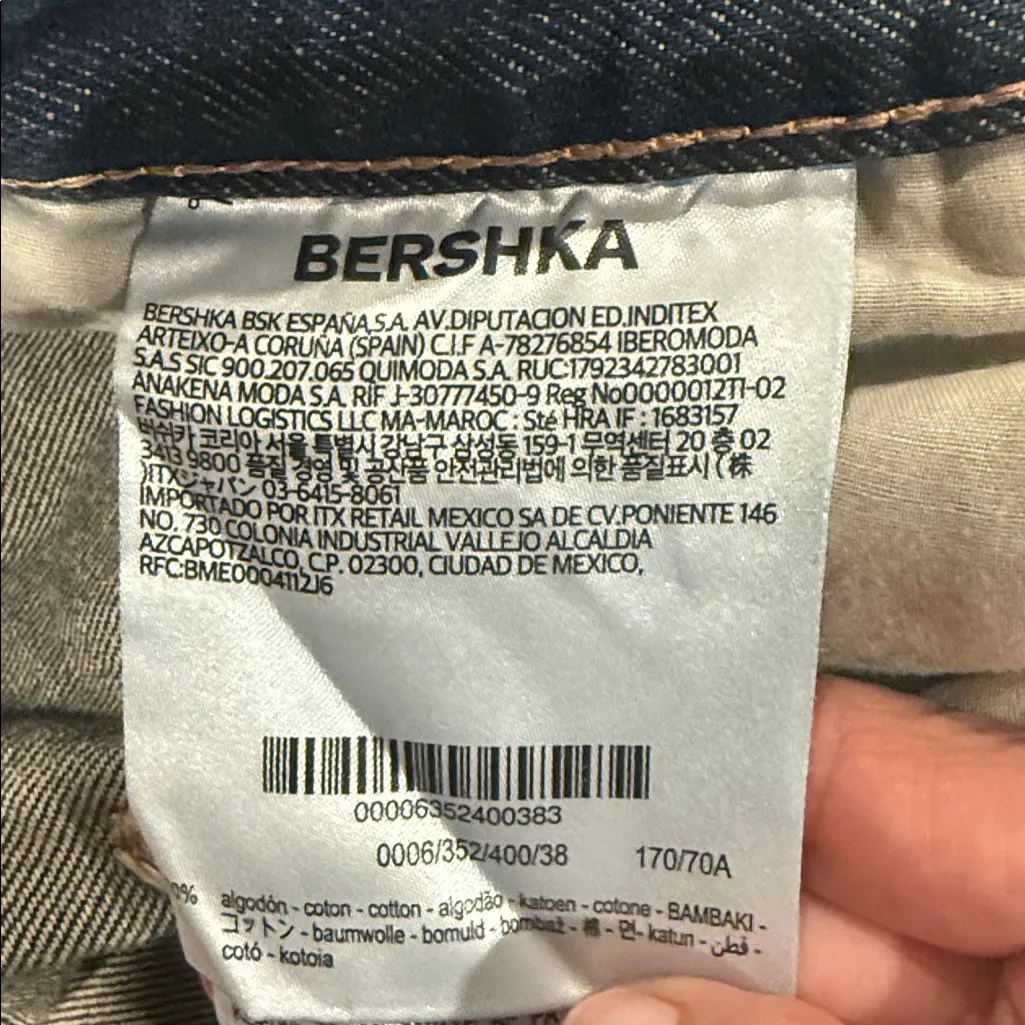 BERSHKA
BERSHKA BSK ESPAÑA,S.A. AV.DIPUTACION ED.INDITEX
ARTEIXO-A CORUÑA (SPAIN) C.I.F A-78276854 IBEROMODA
S.A.S SIC 900.207.065 QUIMODA S.A. RUC:1792342783001
ANAKENA MODA S.A. RIF J-30777450-9 Reg No0000012T1-02
FASHION LOGISTICS LLC MA-MAROC : Sté HRA IF : 1683157
버쉬카 코리아 서울 특별시 강남구 삼성동 159-1 무역센터 20 층 02
3413 9800 품질 경영 및 공산품 안전관리법에 의한 품질표시 (株
)ITXジャパン 03-6415-8061
IMPORTADO POR ITX RETAIL MEXICO SA DE CV.PONIENTE 146
NO. 730 COLONIA INDUSTRIAL VALLEJO ALCALDIA
AZCAPOTZALCO, CP. 02300, CIUDAD DE MEXICO,
RFC:BME0004112J6
00006352400383
0006/352/400/38 170/70A
0% algodón - coton - cotton - algodão - katoen - cotone - BAMBAKI -
コットン - baumwolle - bomuld - bombaž - 棉 - 면 - katun - قطن -
cotó - kotoia